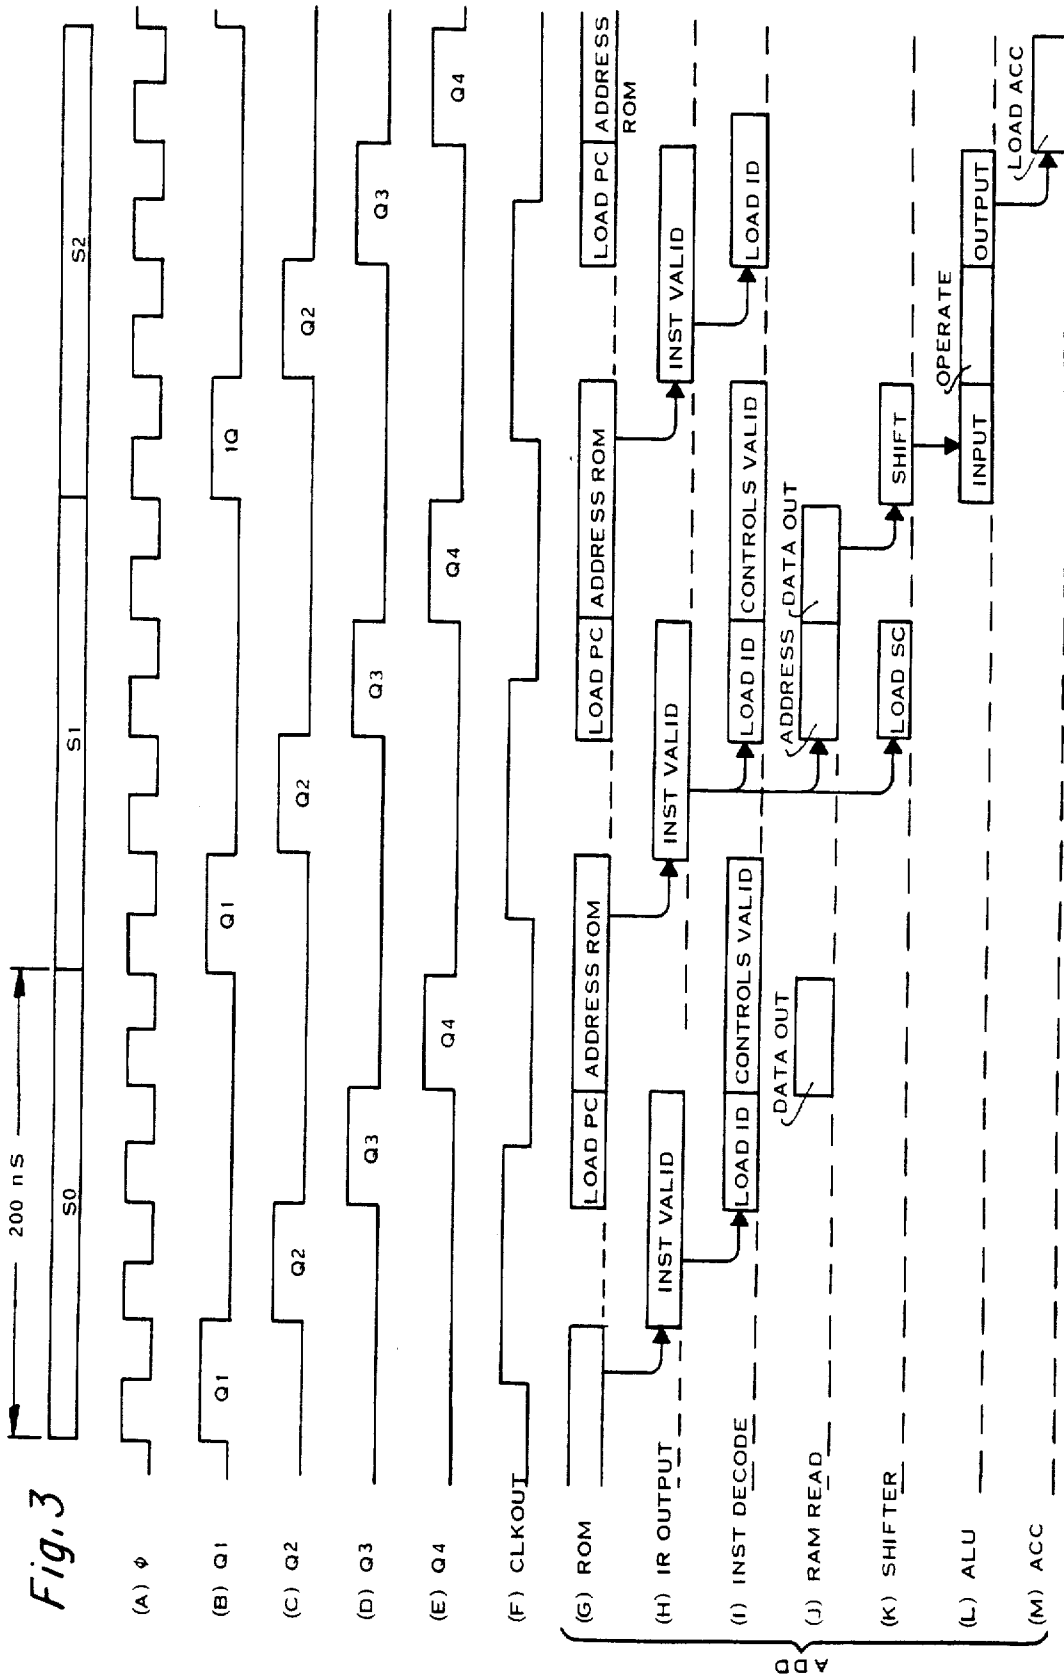 Fig. 3
200 nS
S0 S1 S2
(A) φ
(B) Q1 Q1 Q1 1Q
(C) Q2 Q2 Q2 Q2
(D) Q3 Q3 Q3 Q3
(E) Q4 Q4 Q4 Q4
(F) CLKOUT
(G) ROM LOAD PC ADDRESS ROM LOAD PC ADDRESS ROM LOAD PC ADDRESS
ROM
(H) IR OUTPUT INST VALID INST VALID INST VALID
(I) INST DECODE LOAD ID CONTROLS VALID LOAD ID CONTROLS VALID LOAD ID
DATA OUT ADDRESS DATA OUT
(J) RAM READ
(K) SHIFTER LOAD SC SHIFT
OPERATE
(L) ALU INPUT OUTPUT
LOAD ACC
(M) ACC
ADD